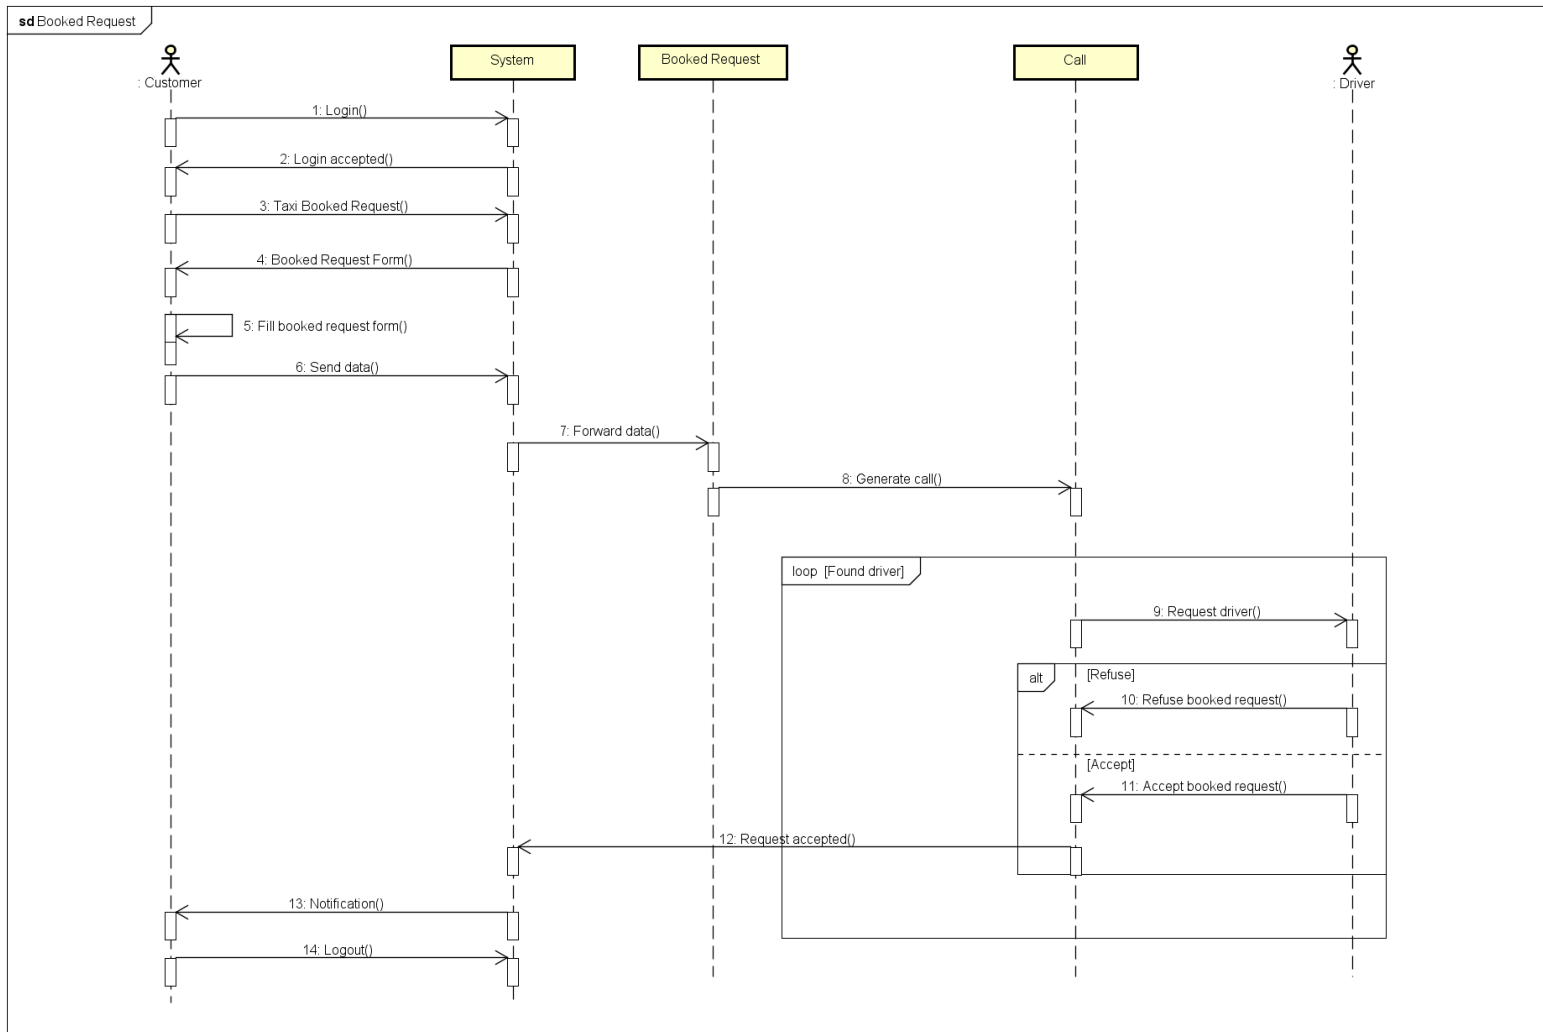 sd Booked Request
: Customer
System
Booked Request
Call
: Driver
1: Login()
2: Login accepted()
3: Taxi Booked Request()
4: Booked Request Form()
5: Fill booked request form()
6: Send data()
7: Forward data()
8: Generate call()
loop [Found driver]
9: Request driver()
alt [Refuse]
10: Refuse booked request()
[Accept]
11: Accept booked request()
12: Request accepted()
13: Notification()
14: Logout()